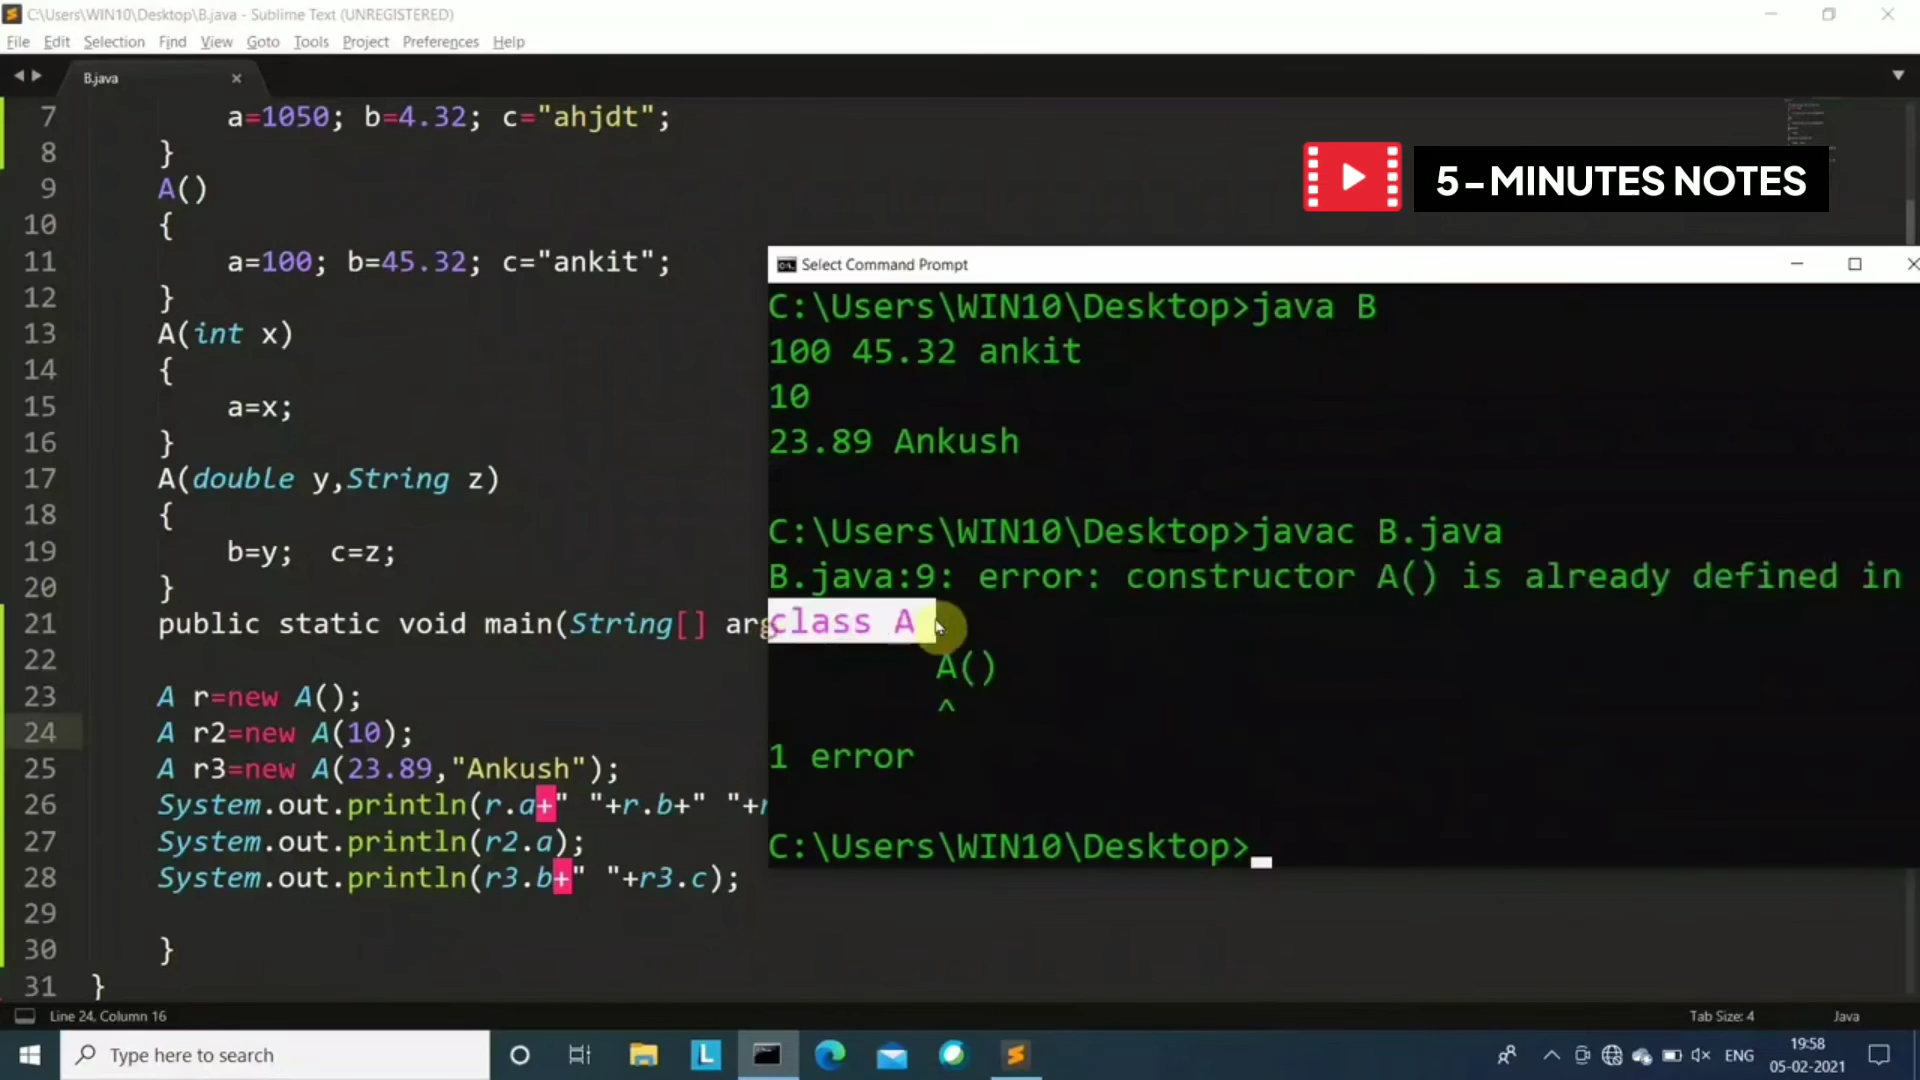 C:\Users\WIN10\Desktop\B.java - Sublime Text (UNREGISTERED)
File Edit Selection Find View Goto Tools Project Preferences Help
B.java
7 a=1050; b=4.32; c="ahjdt";
8 }
9 A()
10 {
11 a=100; b=45.32; c="ankit";
12 }
13 A(int x)
14 {
15 a=x;
16 }
17 A(double y,String z)
18 {
19 b=y; c=z;
20 }
21 public static void main(String[] arg
22
23 A r=new A();
24 A r2=new A(10);
25 A r3=new A(23.89,"Ankush");
26 System.out.println(r.a+" "+r.b+" "+r
27 System.out.println(r2.a);
28 System.out.println(r3.b+" "+r3.c);
29
30 }
31 }
5-MINUTES NOTES
Select Command Prompt
C:\Users\WIN10\Desktop>java B
100 45.32 ankit
10
23.89 Ankush
C:\Users\WIN10\Desktop>javac B.java
B.java:9: error: constructor A() is already defined in
class A
A()
^
1 error
C:\Users\WIN10\Desktop>
Line 24, Column 16 Tab Size: 4 Java
Type here to search
L
ENG
19:58
05-02-2021